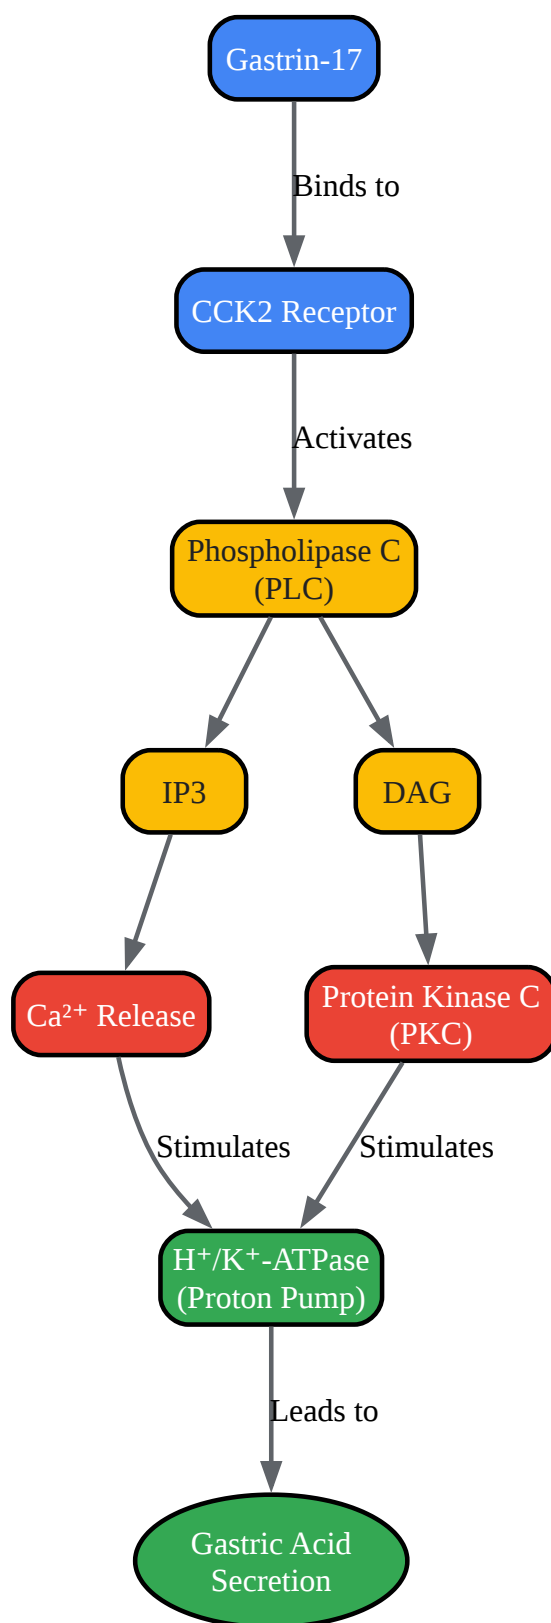 Gastrin-17
Binds to
CCK2 Receptor
Activates
Phospholipase C
(PLC)
IP3
DAG
Ca²⁺ Release
Protein Kinase C
(PKC)
Stimulates
Stimulates
H⁺/K⁺-ATPase
(Proton Pump)
Leads to
Gastric Acid
Secretion